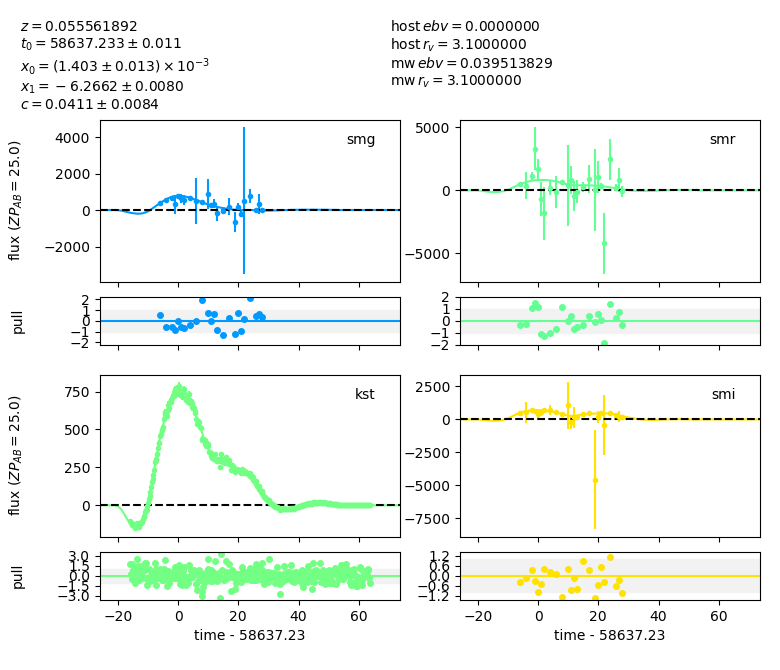 z = 0.055561892
t₀ = 58637.233 ± 0.011
x₀ = (1.403 ± 0.013) × 10⁻³
x₁ = −6.2662 ± 0.0080
c = 0.0411 ± 0.0084
host ebv = 0.0000000
host r_v = 3.1000000
mw ebv = 0.039513829
mw r_v = 3.1000000
flux (ZP_AB = 25.0)
4000
2000
0
−2000
smg
5000
0
−5000
smr
pull
2
1
0
−1
−2
2
1
0
−1
−2
flux (ZP_AB = 25.0)
750
500
250
0
kst
2500
0
−2500
−5000
−7500
smi
pull
3.0
1.5
0.0
−1.5
−3.0
1.2
0.6
0.0
−0.6
−1.2
−20
0
20
40
60
−20
0
20
40
60
time - 58637.23
time - 58637.23